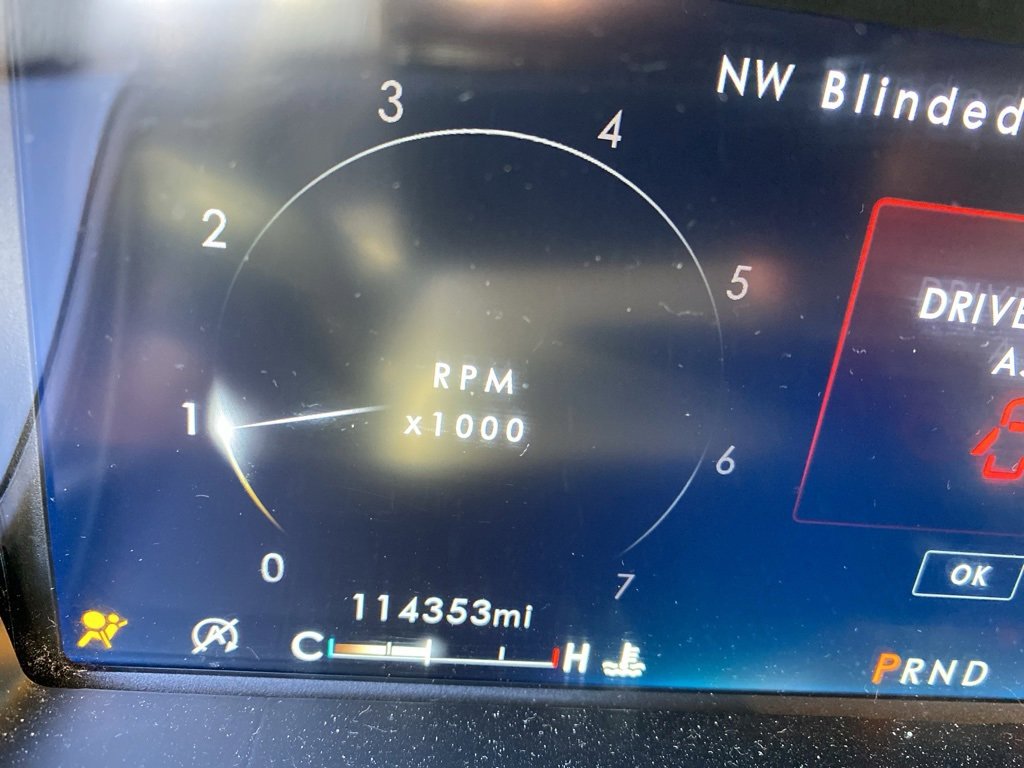 NW Blinded
3
4
2
5
DRIVE
RPM
x1000
1
6
0
7
OK
114353mi
A
C
H
PRND